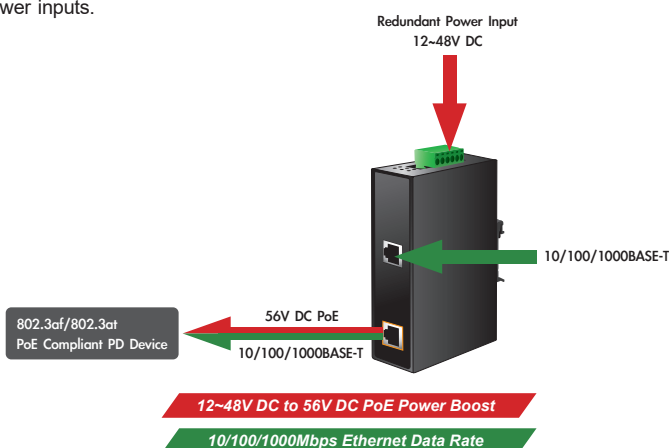 wer inputs.
Redundant Power Input
12~48V DC
10/100/1000BASE-T
56V DC PoE
802.3af/802.3at
PoE Compliant PD Device
10/100/1000BASE-T
12~48V DC to 56V DC PoE Power Boost
10/100/1000Mbps Ethernet Data Rate